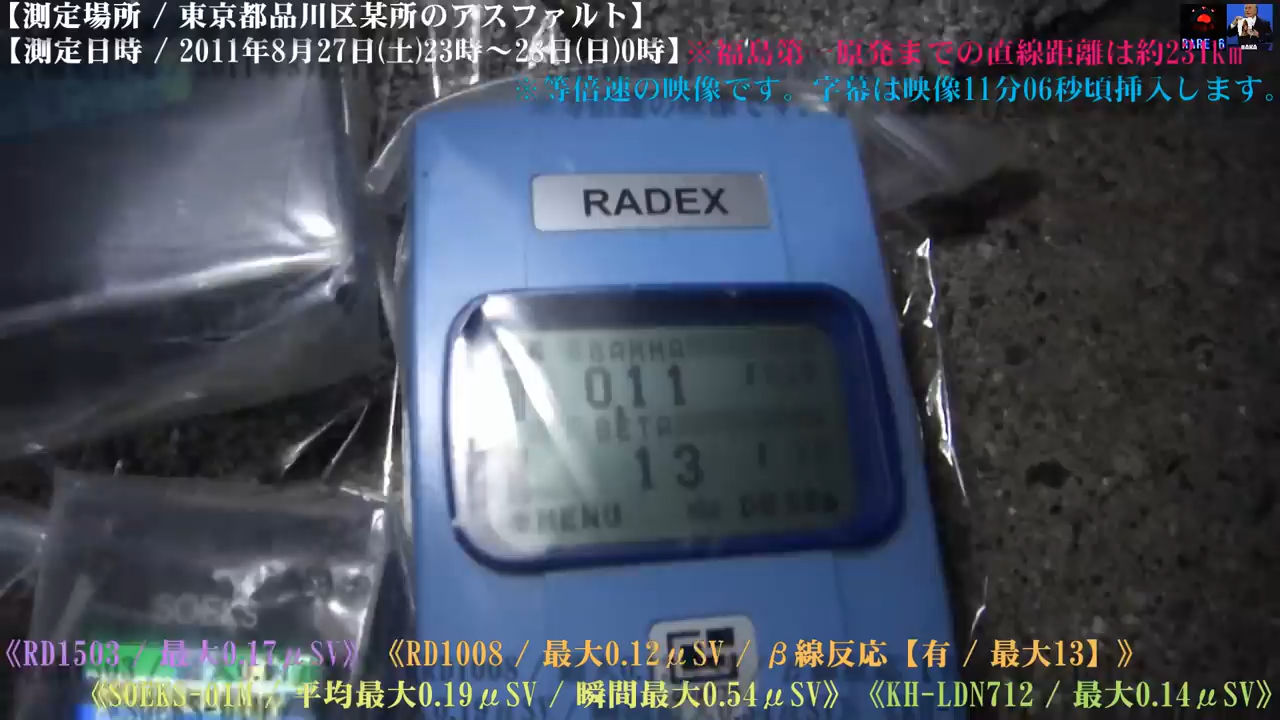 【測定場所 / 東京都品川区某所のアスファルト】
【測定日時 / 2011年8月27日(土)23時〜28日(日)0時】※福島第一原発までの直線距離は約231km
※等倍速の映像です。字幕は映像11分06秒頃挿入します。
RADEX
GAMMA
011
BETA
13
MENU
SOEKS
《RD1503 / 最大0.17μSV》 《RD1008 / 最大0.12μSV / β線反応【有 / 最大13】》
《SOEKS-01M / 平均最大0.19μSV / 瞬間最大0.54μSV》 《KH-LDN712 / 最大0.14μSV》